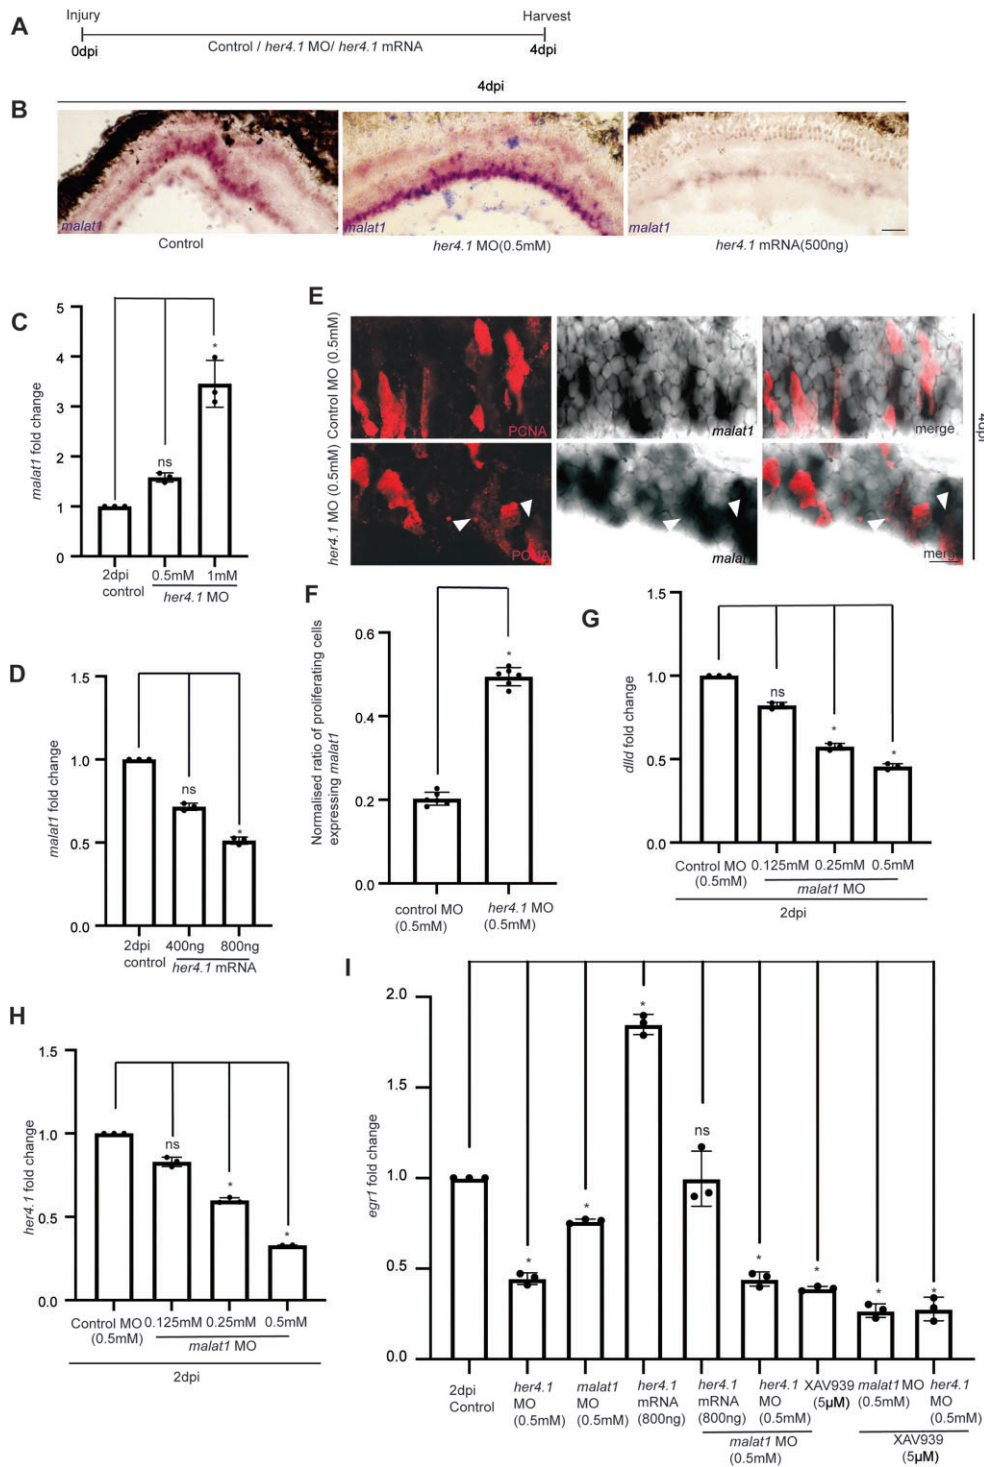 A
Injury
Harvest
0dpi
Control / her4.1 MO/ her4.1 mRNA
4dpi
4dpi
B
malat1
malat1
Control
her4.1 MO(0.5mM)
her4.1 mRNA(500ng)
C
malat1 fold change
5
4
3
2
1
0
ns
*
2dpi control
0.5mM
1mM
her4.1 MO
D
malat1 fold change
1.5
1.0
0.5
0.0
ns
*
2dpi control
400ng
800ng
her4.1 mRNA
E
Control MO (0.5mM)
her4.1 MO (0.5mM)
PCNA
malat1
merge
PCNA
malat1
merge
4dpi
F
Normalised ratio of proliferating cells
expressing malat1
0.6
0.4
0.2
0.0
*
control MO
(0.5mM)
her4.1 MO
(0.5mM)
G
dlld fold change
1.5
1.0
0.5
0.0
ns
*
*
Control MO
(0.5mM)
0.125mM
0.25mM
0.5mM
malat1 MO
2dpi
H
her4.1 fold change
1.5
1.0
0.5
0.0
ns
*
*
Control MO
(0.5mM)
0.125mM
0.25mM
0.5mM
malat1 MO
2dpi
I
egr1 fold change
2.0
1.5
1.0
0.5
0.0
*
*
*
ns
*
*
*
*
2dpi
Control
her4.1
MO
(0.5mM)
malat1
MO
(0.5mM)
her4.1
mRNA
(800ng)
her4.1
mRNA
(800ng)
her4.1
MO
(0.5mM)
malat1 MO
(0.5mM)
XAV939
(5µM)
malat1 MO
(0.5mM)
her4.1
MO
(0.5mM)
XAV939
(5µM)